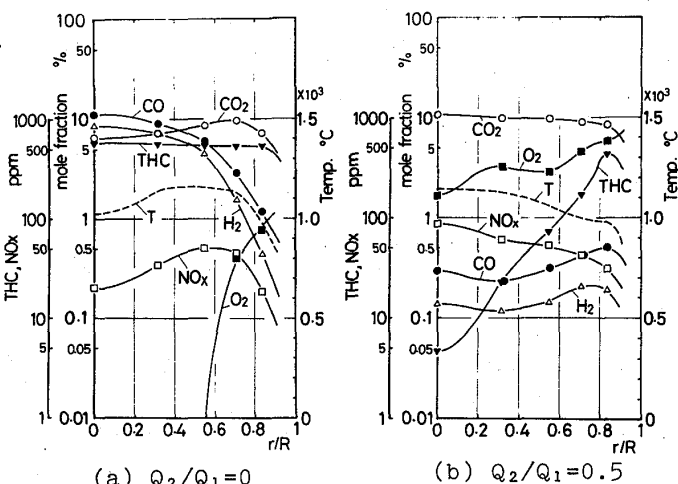 100
%
50
CO
CO₂
×10³
1000
10
1.5
500
5
THC
ppm
mole fraction
Temp. °C
T
H₂
100
1
1.0
50
0.5
THC, NOx
NOx
O₂
10
0.1
0.5
5
0.05
1
0.01
0
0 0.2 0.4 0.6 0.8 1
r/R
(a) Q₂/Q₁=0
100
%
50
×10³
1000
10
1.5
500
5
CO₂
O₂
THC
ppm
mole fraction
Temp. °C
T
100
1
1.0
50
0.5
NOx
CO
THC, NOx
H₂
10
0.1
0.5
5
0.05
1
0.01
0
0 0.2 0.4 0.6 0.8 1
r/R
(b) Q₂/Q₁=0.5